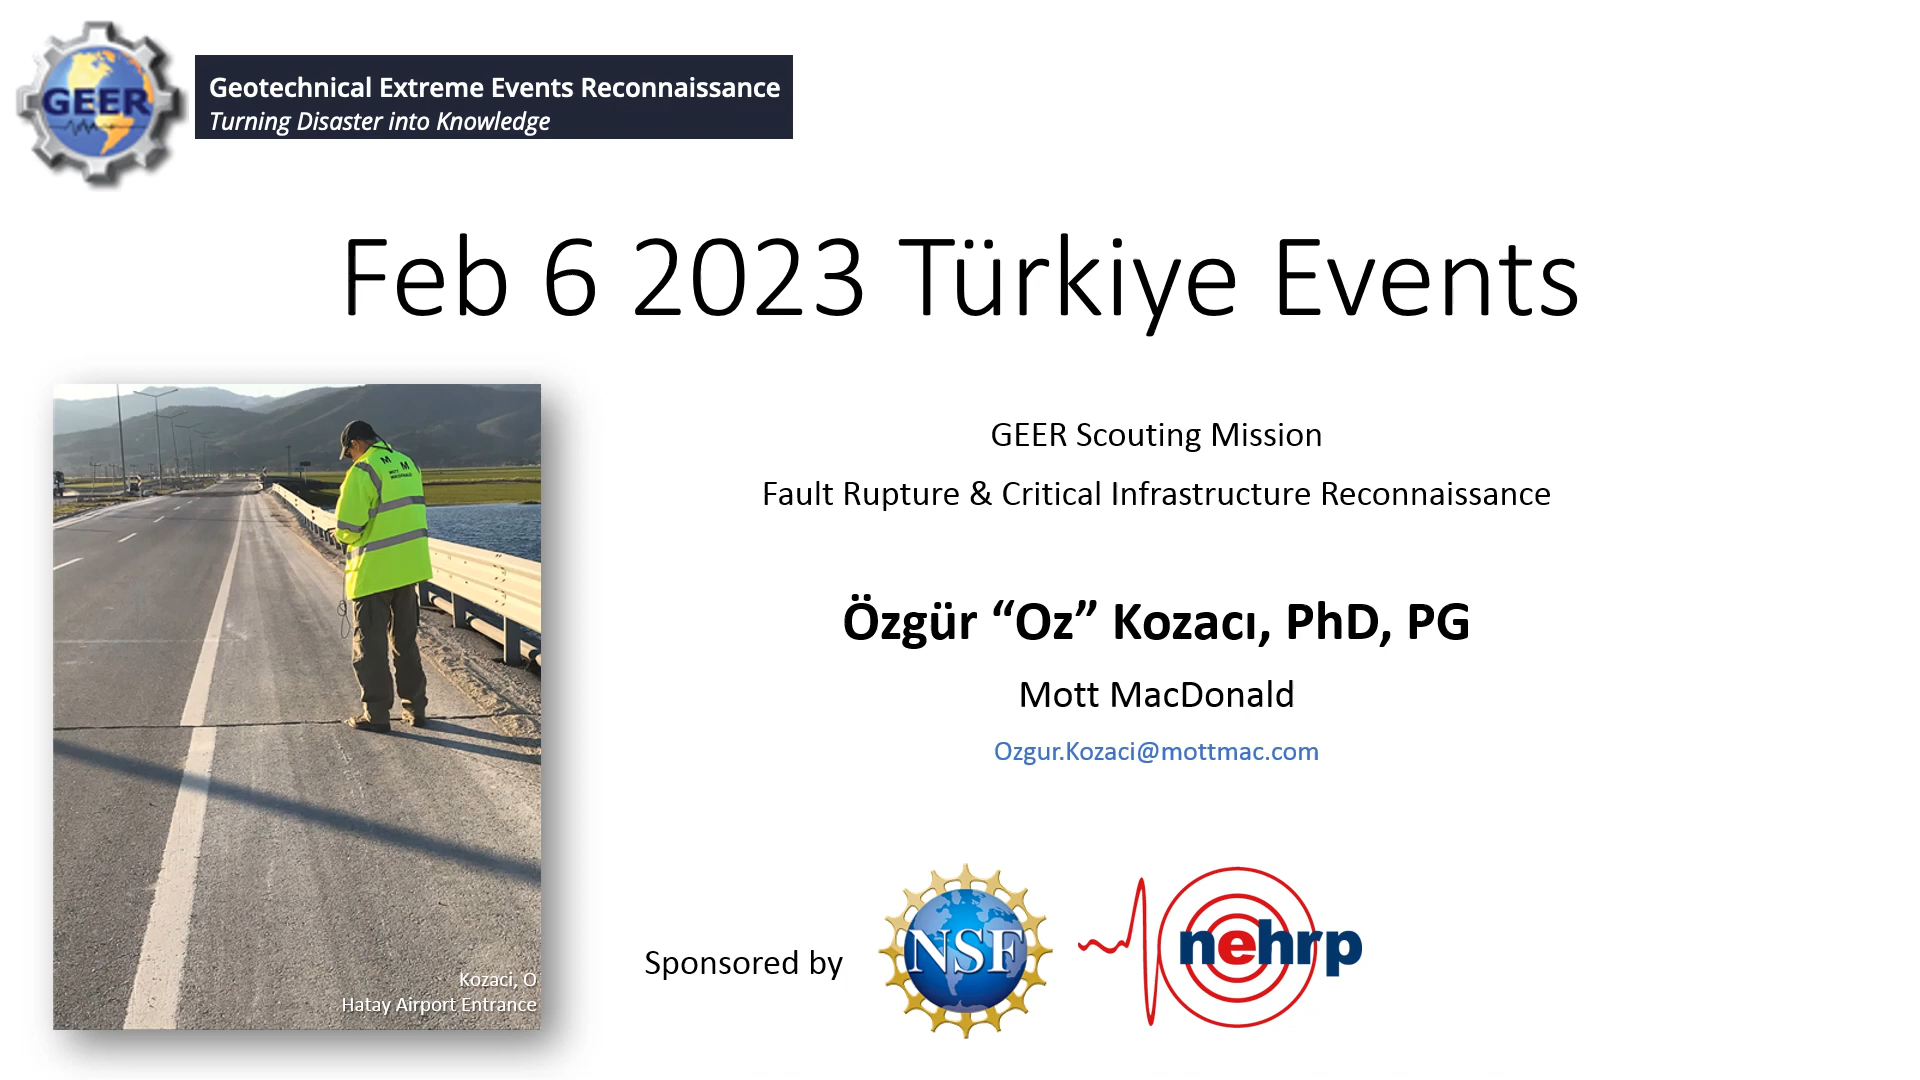 GEER
Geotechnical Extreme Events Reconnaissance
Turning Disaster into Knowledge
Feb 6 2023 Türkiye Events
GEER Scouting Mission
Fault Rupture & Critical Infrastructure Reconnaissance
Özgür “Oz” Kozacı, PhD, PG
Mott MacDonald
Ozgur.Kozaci@mottmac.com
M M
MOTT
MACDONALD
Kozaci, O
Hatay Airport Entrance
Sponsored by
NSF
nehrp